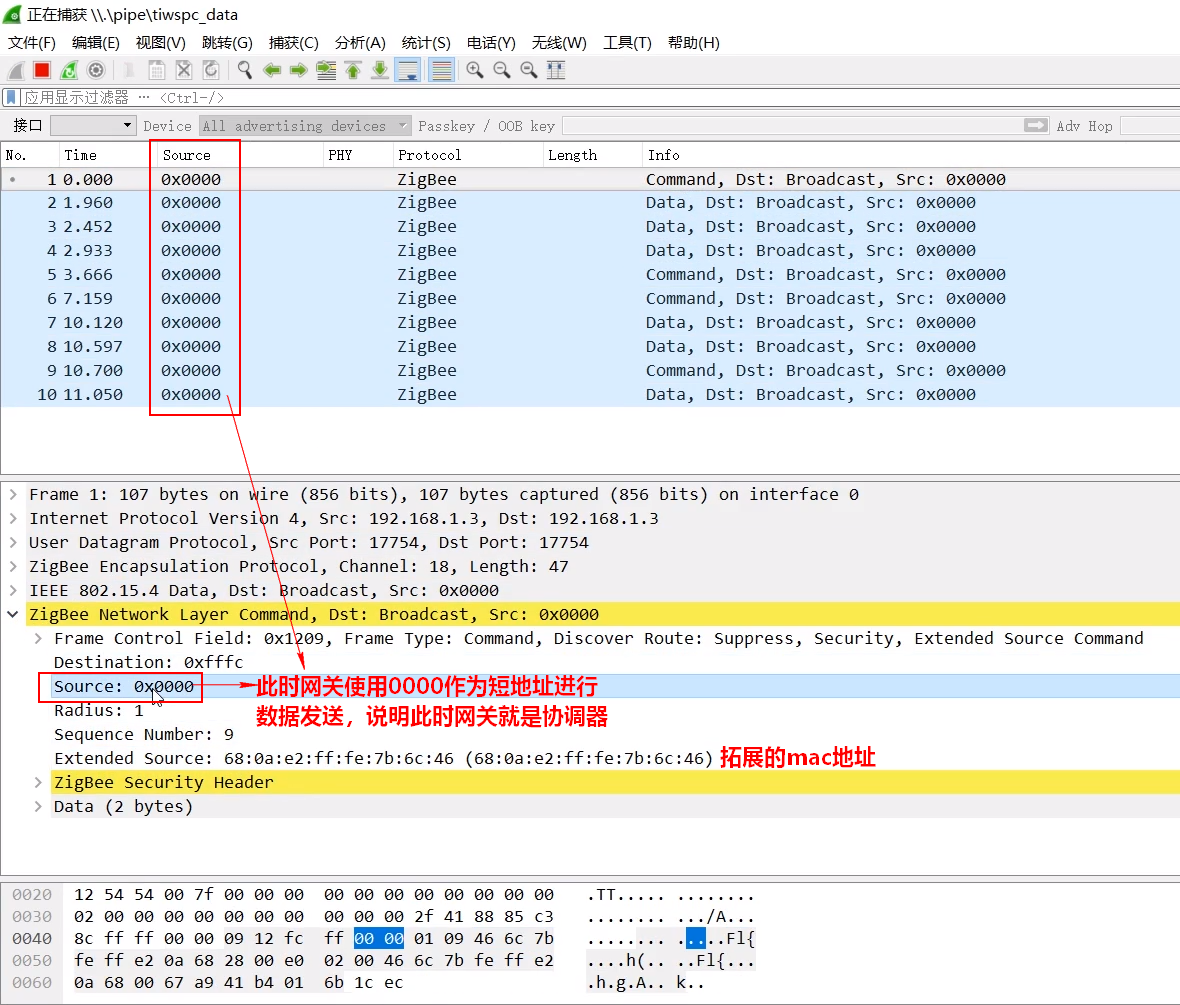 正在捕获 \\.\pipe\tiwspc_data
文件(F) 编辑(E) 视图(V) 跳转(G) 捕获(C) 分析(A) 统计(S) 电话(Y) 无线(W) 工具(T) 帮助(H)
应用显示过滤器 … <Ctrl-/>
接口 Device All advertising devices Passkey / OOB key Adv Hop
No. Time Source PHY Protocol Length Info
1 0.000 0x0000 ZigBee Command, Dst: Broadcast, Src: 0x0000
2 1.960 0x0000 ZigBee Data, Dst: Broadcast, Src: 0x0000
3 2.452 0x0000 ZigBee Data, Dst: Broadcast, Src: 0x0000
4 2.933 0x0000 ZigBee Data, Dst: Broadcast, Src: 0x0000
5 3.666 0x0000 ZigBee Command, Dst: Broadcast, Src: 0x0000
6 7.159 0x0000 ZigBee Command, Dst: Broadcast, Src: 0x0000
7 10.120 0x0000 ZigBee Data, Dst: Broadcast, Src: 0x0000
8 10.597 0x0000 ZigBee Data, Dst: Broadcast, Src: 0x0000
9 10.700 0x0000 ZigBee Command, Dst: Broadcast, Src: 0x0000
10 11.050 0x0000 ZigBee Data, Dst: Broadcast, Src: 0x0000
Frame 1: 107 bytes on wire (856 bits), 107 bytes captured (856 bits) on interface 0
Internet Protocol Version 4, Src: 192.168.1.3, Dst: 192.168.1.3
User Datagram Protocol, Src Port: 17754, Dst Port: 17754
ZigBee Encapsulation Protocol, Channel: 18, Length: 47
IEEE 802.15.4 Data, Dst: Broadcast, Src: 0x0000
ZigBee Network Layer Command, Dst: Broadcast, Src: 0x0000
Frame Control Field: 0x1209, Frame Type: Command, Discover Route: Suppress, Security, Extended Source Command
Destination: 0xfffc
Source: 0x0000 此时网关使用0000作为短地址进行
数据发送，说明此时网关就是协调器
Radius: 1
Sequence Number: 9
Extended Source: 68:0a:e2:ff:fe:7b:6c:46 (68:0a:e2:ff:fe:7b:6c:46) 拓展的mac地址
ZigBee Security Header
Data (2 bytes)
0020 12 54 54 00 7f 00 00 00 00 00 00 00 00 00 00 00 .TT..... ........
0030 02 00 00 00 00 00 00 00 00 00 00 2f 41 88 85 c3 ........ .../A...
0040 8c ff ff 00 00 09 12 fc ff 00 00 01 09 46 6c 7b ........ .....Fl{
0050 fe ff e2 0a 68 28 00 e0 02 00 46 6c 7b fe ff e2 ....h(.. ..Fl{...
0060 0a 68 00 67 a9 41 b4 01 6b 1c ec .h.g.A.. k..